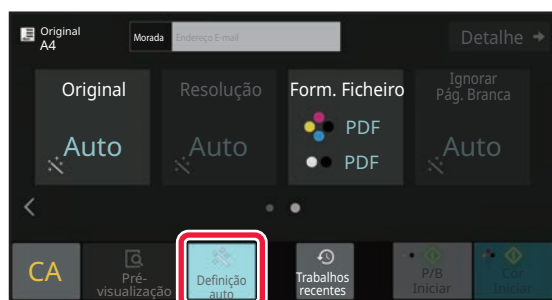 Original
A4
Morada
Endereço E-mail
Detalhe
Original
Auto
Resolução
Auto
Form. Ficheiro
PDF
PDF
Ignorar
Pág. Branca
Auto
CA
Pré-
visualização
Definição
auto
Trabalhos
recentes
P/B
Iniciar
Cor
Iniciar